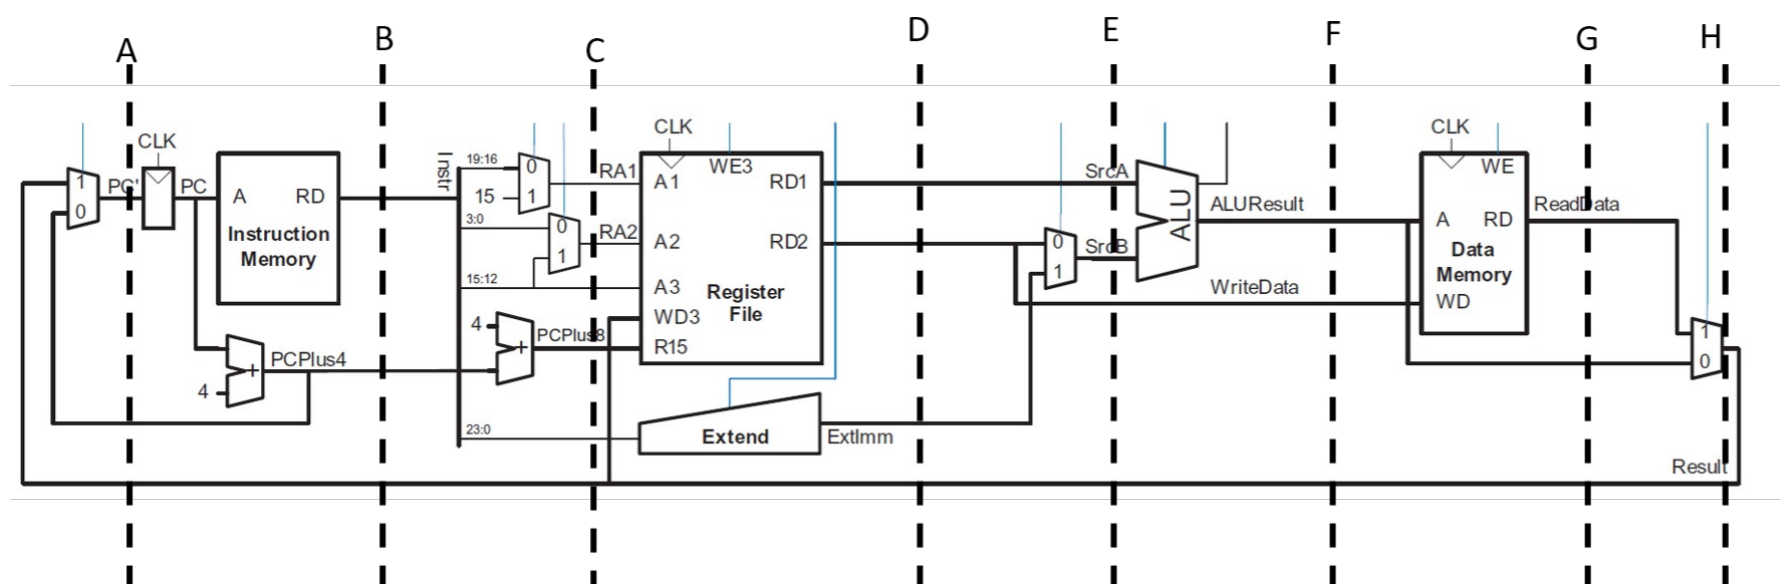 A
B
C
D
E
F
G
H
CLK
CLK
CLK
PC'
1
0
PC
A
RD
Instruction
Memory
Instr
19:16
15
0
1
3:0
0
1
15:12
RA1
RA2
A1
WE3
RD1
A2
RD2
A3
Register
File
WD3
R15
4
+
PCPlus8
PCPlus4
+
4
23:0
Extend
ExtImm
SrcA
0
1
SrcB
ALU
ALUResult
WriteData
WE
A
RD
Data
Memory
WD
ReadData
1
0
Result